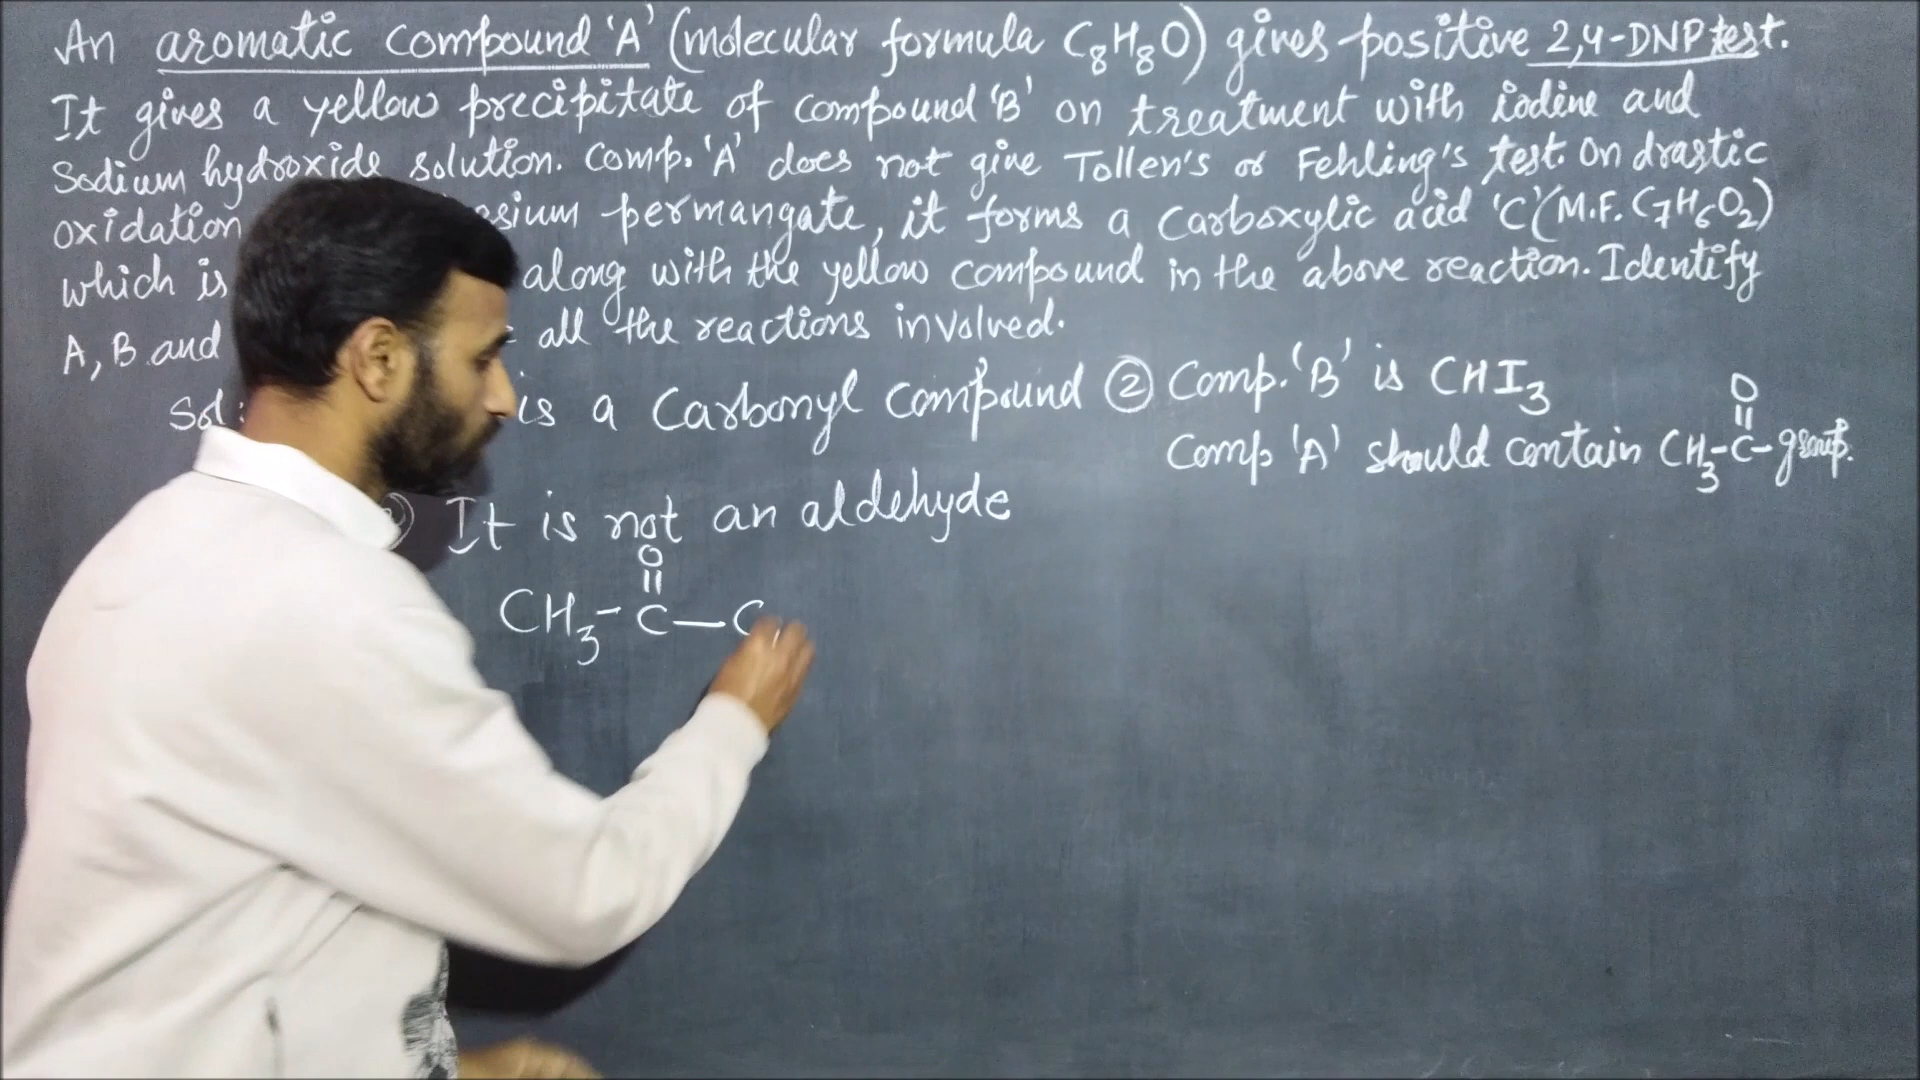 An aromatic compound 'A' (molecular formula C₈H₈O) gives positive 2,4-DNP test.
It gives a yellow precipitate of compound 'B' on treatment with iodine and
Sodium hydroxide solution. Comp. 'A' does not give Tollen's or Fehling's test. On drastic
oxidation permangate, it forms a Carboxylic acid 'C' (M.F. C₇H₆O₂)
which is along with the yellow compound in the above reaction. Identify
A, B and all the reactions involved.
Sol: is a Carbonyl Compound
② Comp. 'B' is CHI₃
Comp 'A' should contain CH₃-C-group.
O
||
It is not an aldehyde
O
||
CH₃-C—C